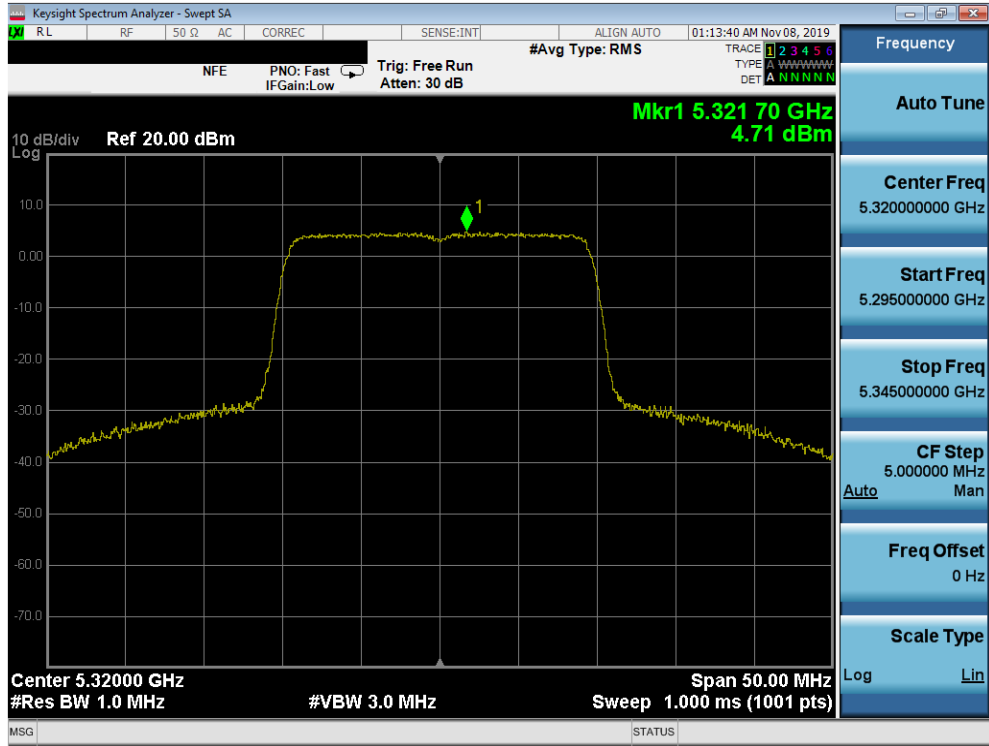 Keysight Spectrum Analyzer - Swept SA
LXI RL RF 50 Ω AC CORREC SENSE:INT ALIGN AUTO 01:13:40 AM Nov 08, 2019
#Avg Type: RMS TRACE 1 2 3 4 5 6
TYPE A WWWWW
DET A N N N N N
NFE PNO: Fast Trig: Free Run
IFGain:Low Atten: 30 dB
Mkr1 5.321 70 GHz
4.71 dBm
10 dB/div Ref 20.00 dBm
Log
1
10.0
0.00
-10.0
-20.0
-30.0
-40.0
-50.0
-60.0
-70.0
Center 5.32000 GHz Span 50.00 MHz
#Res BW 1.0 MHz #VBW 3.0 MHz Sweep 1.000 ms (1001 pts)
MSG STATUS
Frequency
Auto Tune
Center Freq
5.320000000 GHz
Start Freq
5.295000000 GHz
Stop Freq
5.345000000 GHz
CF Step
5.000000 MHz
Auto Man
Freq Offset
0 Hz
Scale Type
Log Lin